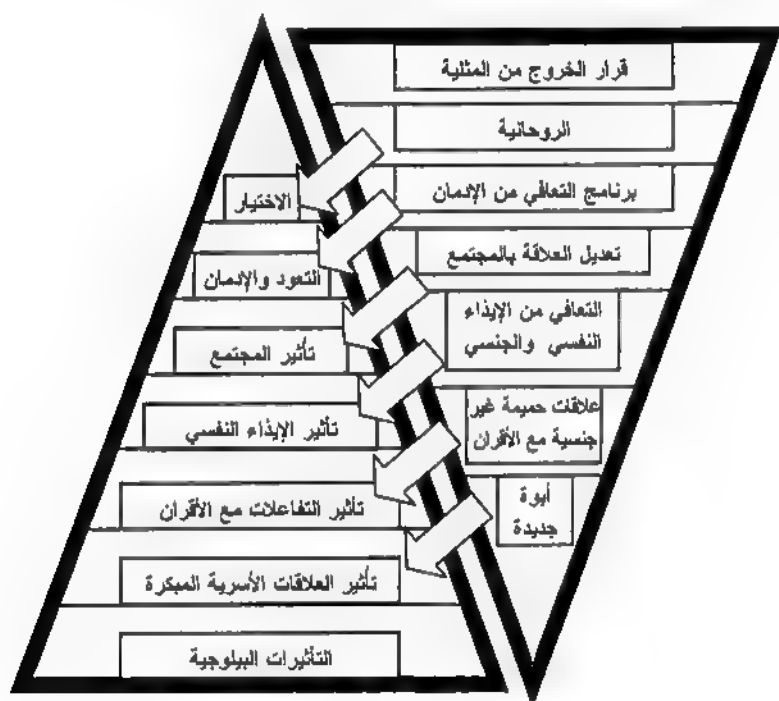 قرار الخروج من المثلية
الروحانية
برنامج التعافي من الإدمان
تعديل العلاقة بالمجتمع
التعافي من الإيذاء
النفسي والجنسي
علاقات حميمة غير
جنسية مع الأقران
أبوة
جديدة
الاختيار
التعود والإدمان
تأثير المجتمع
تأثير الإيذاء النفسي
تأثير التفاعلات مع الأقران
تأثير العلاقات الأسرية المبكرة
التأثيرات البيلوجية